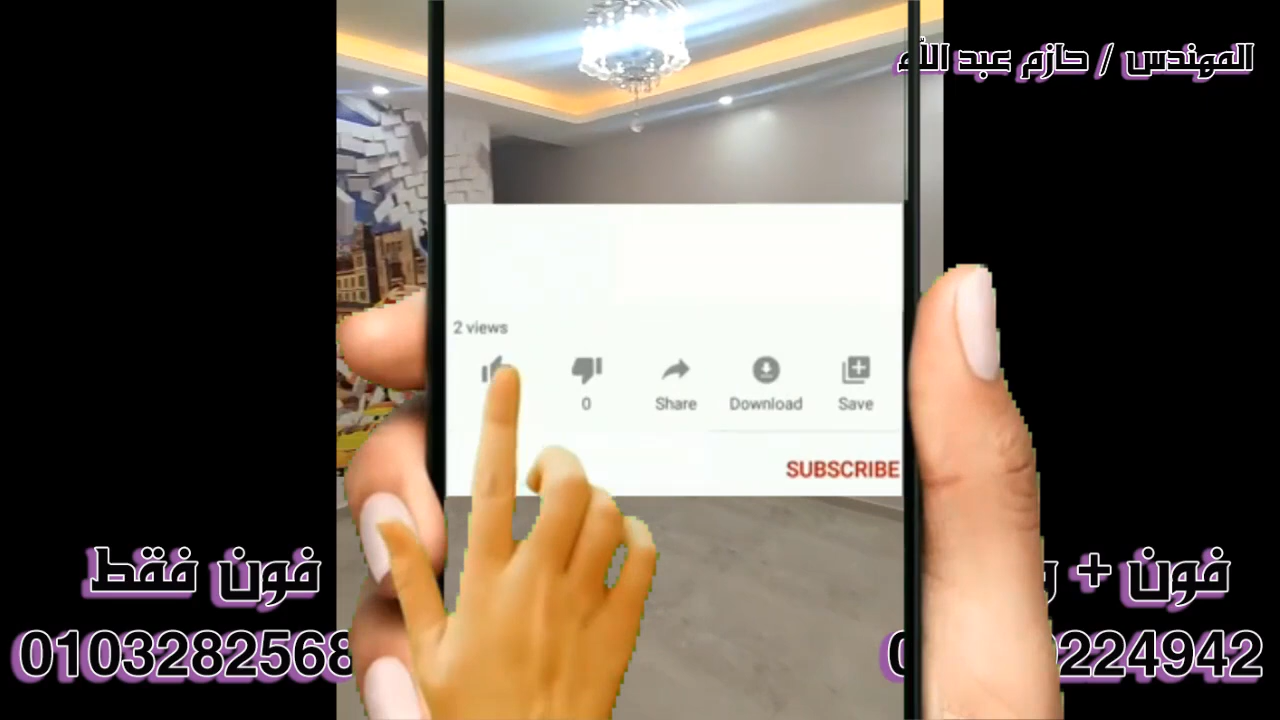 المهندس / حازم عبد الله
2 views
0
Share
Download
Save
SUBSCRIBE
فون فقط
فون +
0103282568
224942